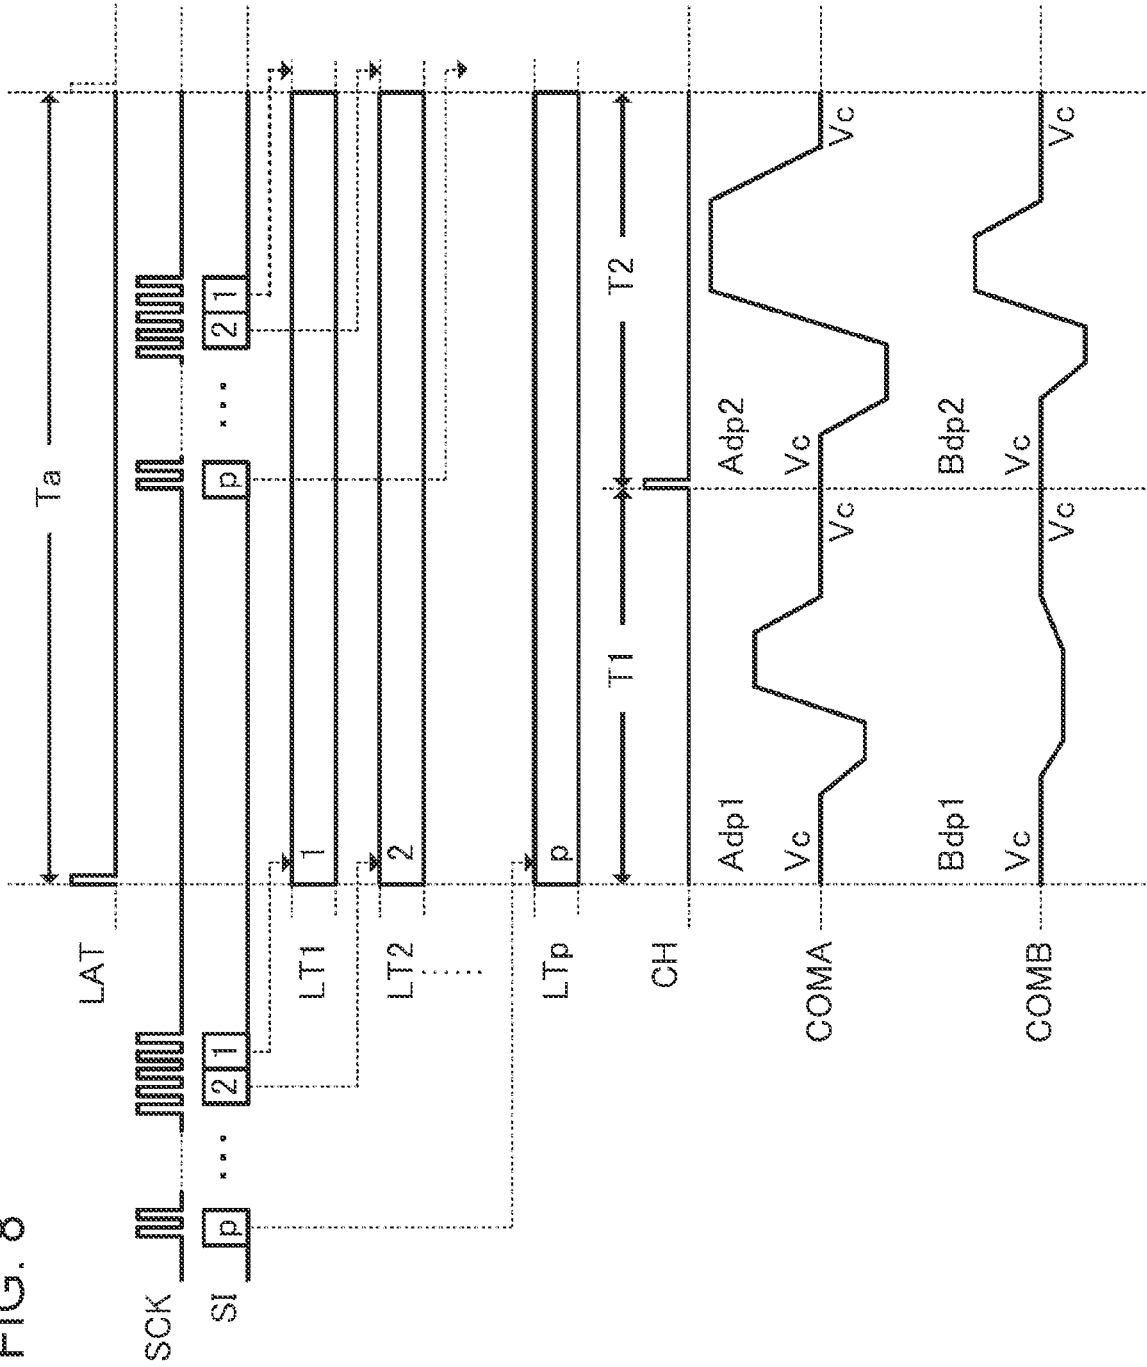 FIG. 8
Ta
LAT
SCK
SI
p ... 2 1
p ... 2 1
LT1
1
LT2
2
LTp
p
T1
T2
CH
Adp1
Adp2
COMA
Vc
Vc
Vc
Vc
Bdp1
Bdp2
COMB
Vc
Vc
Vc
Vc